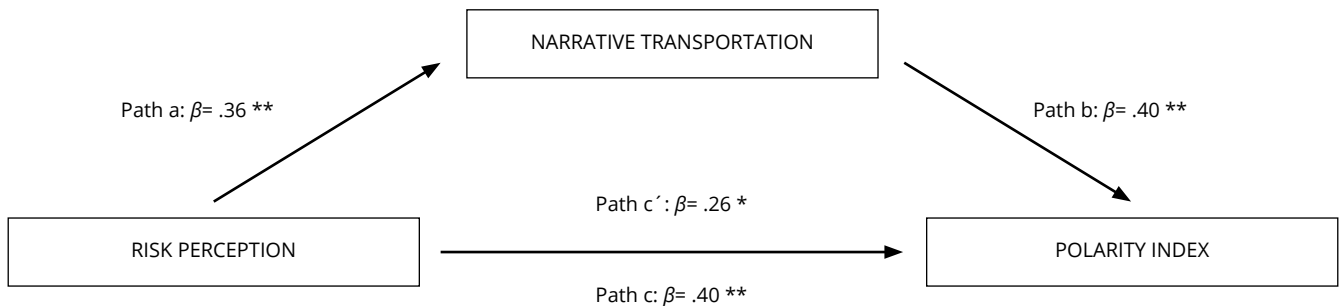 NARRATIVE TRANSPORTATION
Path a: β= .36 **
Path b: β= .40 **
Path c´: β= .26 *
RISK PERCEPTION
POLARITY INDEX
Path c: β= .40 **